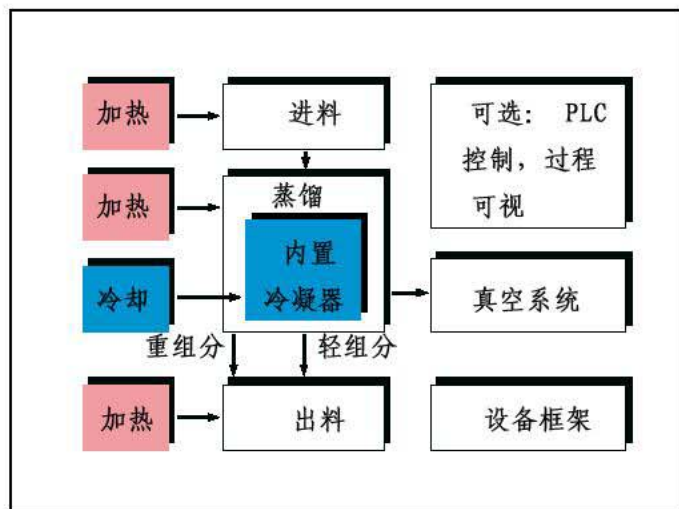 加热
进料
可选： PLC
控制，过程
可视
加热
蒸馏
内置
冷凝器
冷却
真空系统
重组分
轻组分
加热
出料
设备框架